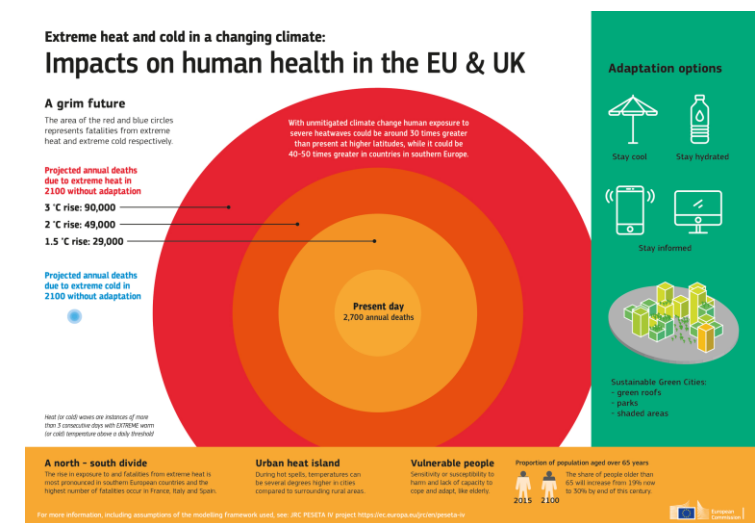 Extreme heat and cold in a changing climate:
Impacts on human health in the EU & UK
A grim future
The area of the red and blue circles
represents fatalities from extreme
heat and extreme cold respectively.
Projected annual deaths
due to extreme heat in
2100 without adaptation
3 °C rise: 90,000
2 °C rise: 49,000
1.5 °C rise: 29,000
Projected annual deaths
due to extreme cold in
2100 without adaptation
Heat (or cold) waves are instances of more
than 3 consecutive days with EXTREME warm
(or cold) temperature above a daily threshold
With unmitigated climate change human exposure to
severe heatwaves could be around 30 times greater
than present at higher latitudes, while it could be
40-50 times greater in countries in southern Europe.
Present day
2,700 annual deaths
Adaptation options
Stay cool
Stay hydrated
Stay informed
Sustainable Green Cities:
- green roofs
- parks
- shaded areas
A north - south divide
The rise in exposure to and fatalities from extreme heat is
most pronounced in southern European countries and the
highest number of fatalities occur in France, Italy and Spain.
Urban heat island
During hot spells, temperatures can
be several degrees higher in cities
compared to surrounding rural areas.
Vulnerable people
Sensitivity or susceptibility to
harm and lack of capacity to
cope and adapt, like elderly.
Proportion of population aged over 65 years
2015 2100
The share of people older than
65 will increase from 19% now
to 30% by end of this century.
For more information, including assumptions of the modelling framework used, see: JRC PESETA IV project https://ec.europa.eu/jrc/en/peseta-iv
European
Commission